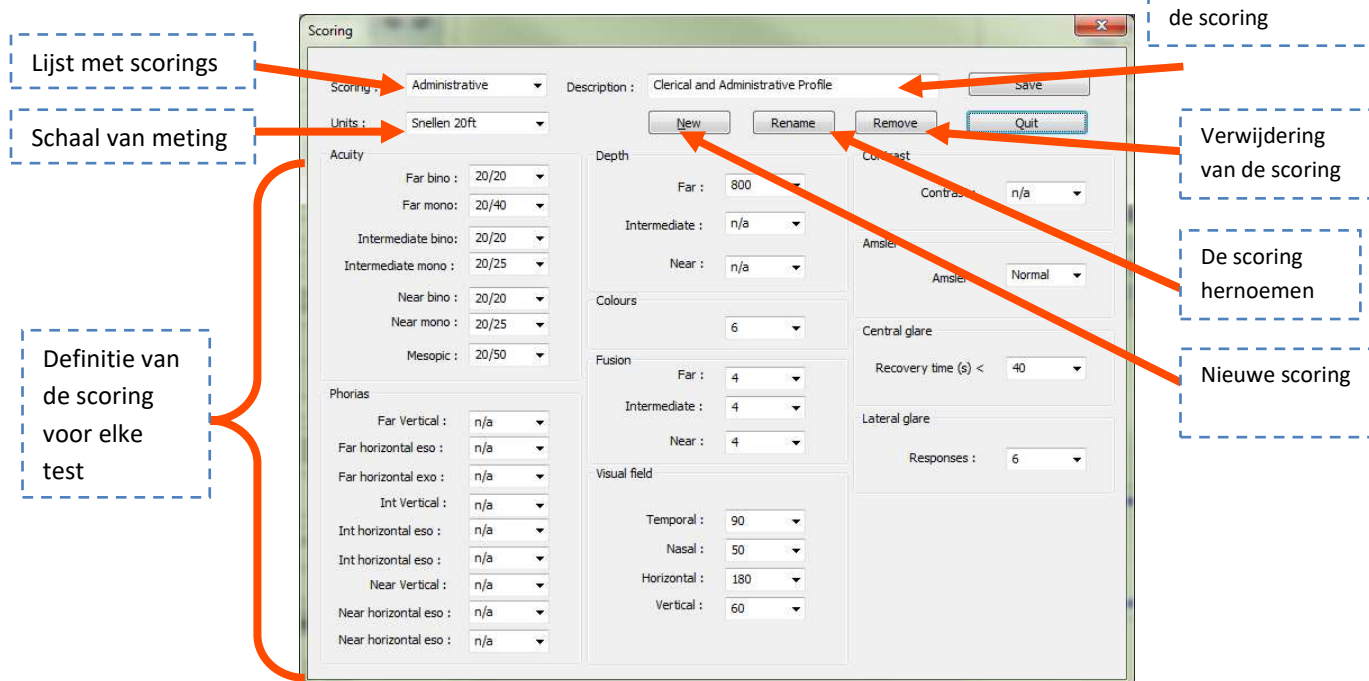 de scoring
Scoring
Lijst met scorings
Schaal van meting
Scoring :
Administrative
Description :
Clerical and Administrative Profile
Save
Units :
Snellen 20ft
New
Rename
Remove
Quit
Verwijdering
van de scoring
De scoring
hernoemen
Nieuwe scoring
Definitie van
de scoring
voor elke
test
Acuity
Far bino : 20/20
Far mono: 20/40
Intermediate bino: 20/20
Intermediate mono : 20/25
Near bino : 20/20
Near mono : 20/25
Mesopic : 20/50
Phorias
Far Vertical : n/a
Far horizontal eso : n/a
Far horizontal exo : n/a
Int Vertical : n/a
Int horizontal eso : n/a
Int horizontal eso : n/a
Near Vertical : n/a
Near horizontal eso : n/a
Near horizontal eso : n/a
Depth
Far : 800
Intermediate : n/a
Near : n/a
Colours
6
Fusion
Far : 4
Intermediate : 4
Near : 4
Visual field
Temporal : 90
Nasal : 50
Horizontal : 180
Vertical : 60
Contrast
Contrast : n/a
Amsler
Amsler Normal
Central glare
Recovery time (s) < 40
Lateral glare
Responses : 6